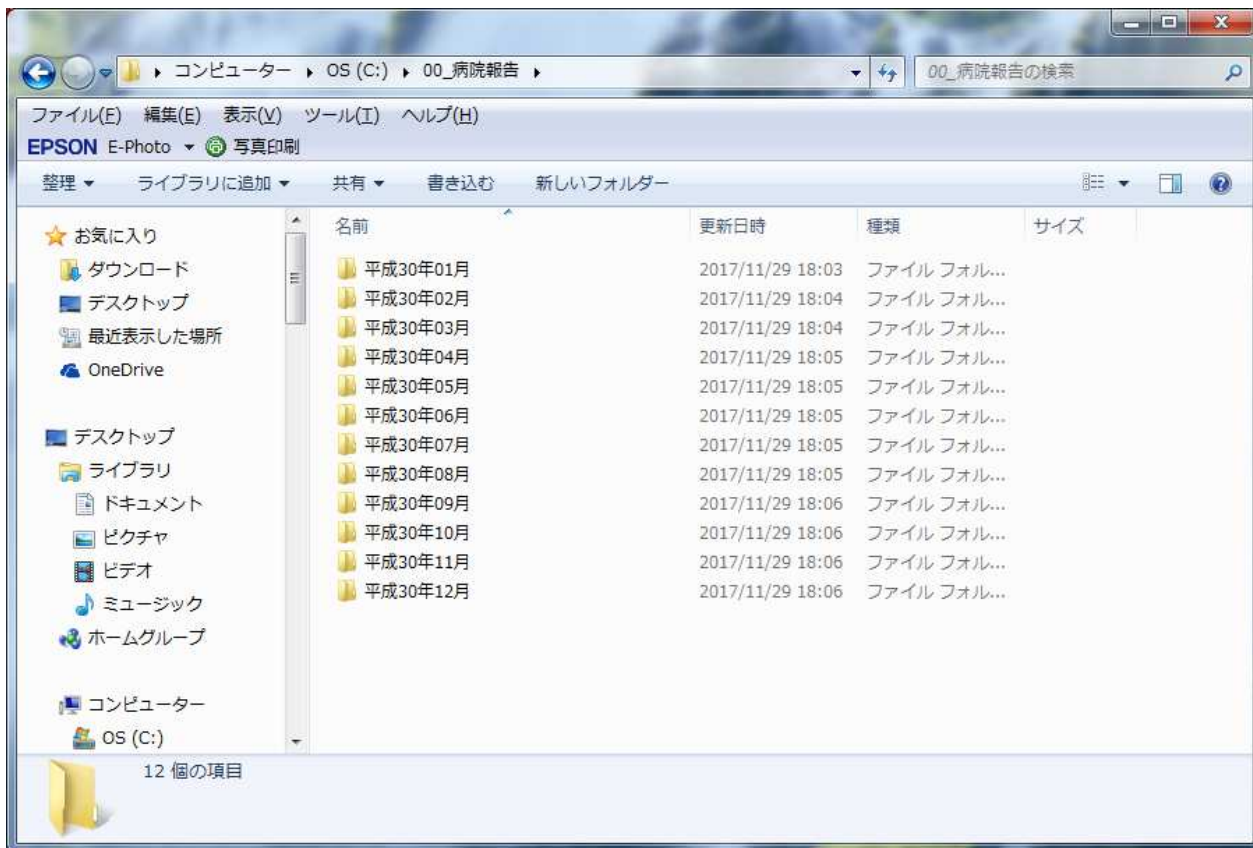 コンピューター ▸ OS (C:) ▸ 00_病院報告 ▸ 00_病院報告の検索
ファイル(F) 編集(E) 表示(V) ツール(T) ヘルプ(H)
EPSON E-Photo 写真印刷
整理 ライブラリに追加 共有 書き込む 新しいフォルダー
名前 更新日時 種類 サイズ
お気に入り
ダウンロード
デスクトップ
最近表示した場所
OneDrive
デスクトップ
ライブラリ
ドキュメント
ピクチャ
ビデオ
ミュージック
ホームグループ
コンピューター
OS (C:)
平成30年01月 2017/11/29 18:03 ファイル フォル...
平成30年02月 2017/11/29 18:04 ファイル フォル...
平成30年03月 2017/11/29 18:04 ファイル フォル...
平成30年04月 2017/11/29 18:05 ファイル フォル...
平成30年05月 2017/11/29 18:05 ファイル フォル...
平成30年06月 2017/11/29 18:05 ファイル フォル...
平成30年07月 2017/11/29 18:05 ファイル フォル...
平成30年08月 2017/11/29 18:05 ファイル フォル...
平成30年09月 2017/11/29 18:06 ファイル フォル...
平成30年10月 2017/11/29 18:06 ファイル フォル...
平成30年11月 2017/11/29 18:06 ファイル フォル...
平成30年12月 2017/11/29 18:06 ファイル フォル...
12 個の項目